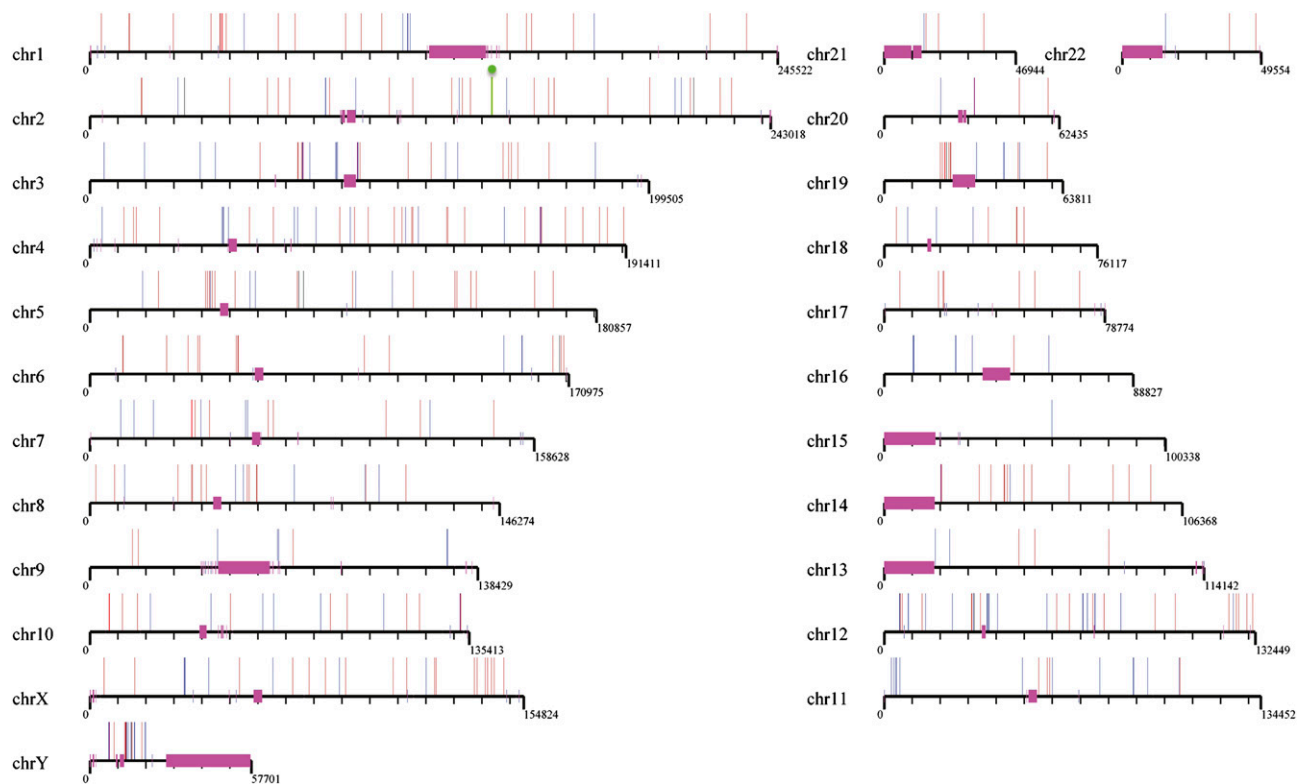 chr1 0 245522 chr21 0 46944 chr22 0 49554
chr2 0 243018 chr20 0 62435
chr3 0 199505 chr19 0 63811
chr4 0 191411 chr18 0 76117
chr5 0 180857 chr17 0 78774
chr6 0 170975 chr16 0 88827
chr7 0 158628 chr15 0 100338
chr8 0 146274 chr14 0 106368
chr9 0 138429 chr13 0 114142
chr10 0 135413 chr12 0 132449
chrX 0 154824 chr11 0 134452
chrY 0 57701